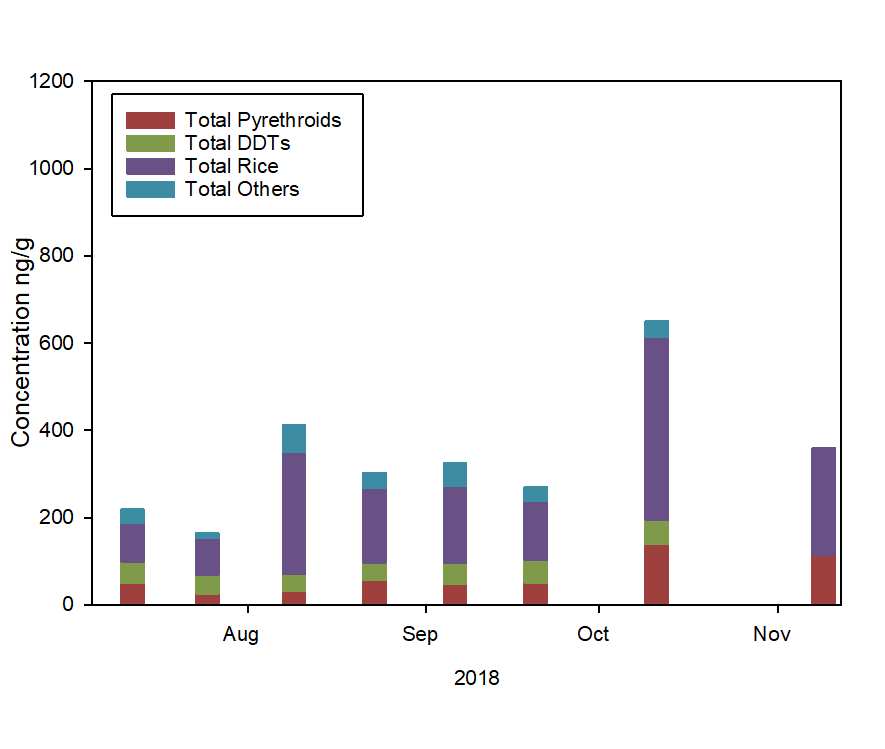 1200
1000
800
600
400
200
0
Concentration ng/g
Total Pyrethroids
Total DDTs
Total Rice
Total Others
Aug Sep Oct Nov
2018